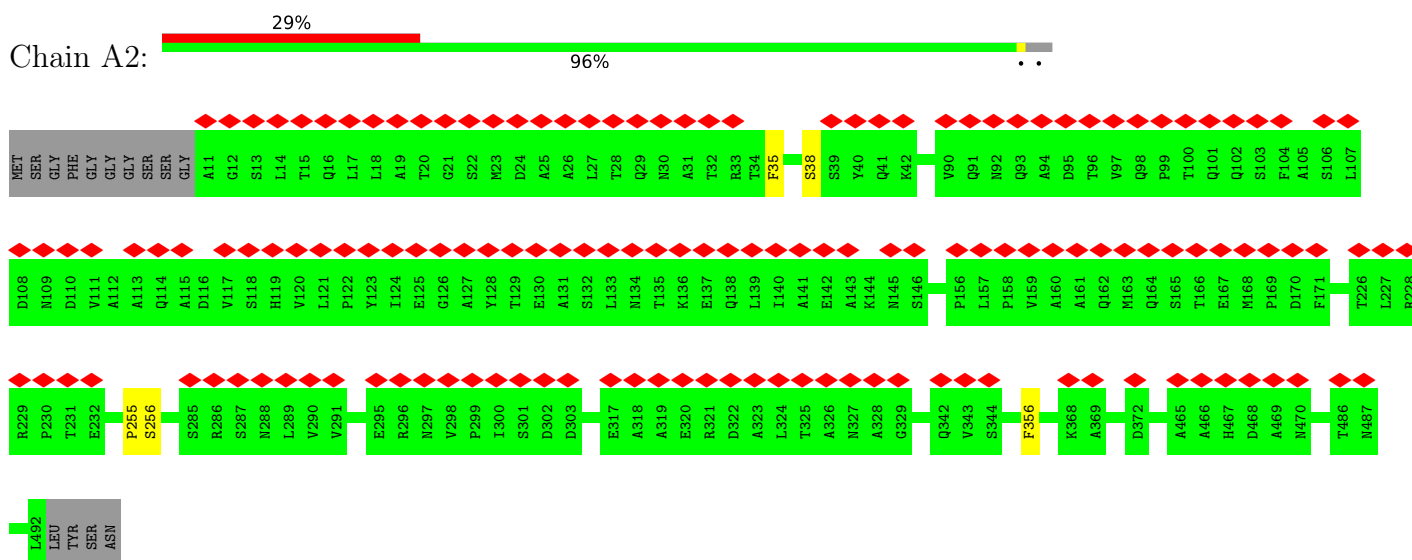 29%
Chain A2:
96%
• •
MET SER GLY PHE GLY GLY GLY SER SER GLY A11 G12 S13 L14 T15 Q16 L17 L18 A19 T20 G21 S22 M23 D24 A25 A26 L27 T28 Q29 N30 A31 T32 R33 T34 F35 S38 S39 Y40 Q41 K42 V90 Q91 N92 Q93 A94 D95 T96 V97 Q98 P99 T100 Q101 Q102 S103 F104 A105 S106 L107
D108 N109 D110 V111 A112 A113 Q114 A115 D116 V117 S118 H119 V120 L121 P122 Y123 I124 E125 G126 A127 Y128 T129 E130 A131 S132 L133 N134 T135 K136 E137 Q138 L139 I140 A141 E142 A143 K144 N145 S146 P156 L157 P158 V159 A160 A161 Q162 M163 Q164 S165 T166 E167 M168 P169 D170 F171 T226 L227 R228
R229 P230 T231 E232 P255 S256 S285 R286 S287 N288 L289 V290 V291 E295 R296 N297 V298 P299 I300 S301 D302 D303 E317 A318 A319 E320 R321 D322 A323 L324 T325 A326 N327 A328 G329 Q342 V343 S344 F356 K368 A369 D372 A465 A466 H467 D468 A469 N470 T486 N487
L492 LEU TYR SER ASN